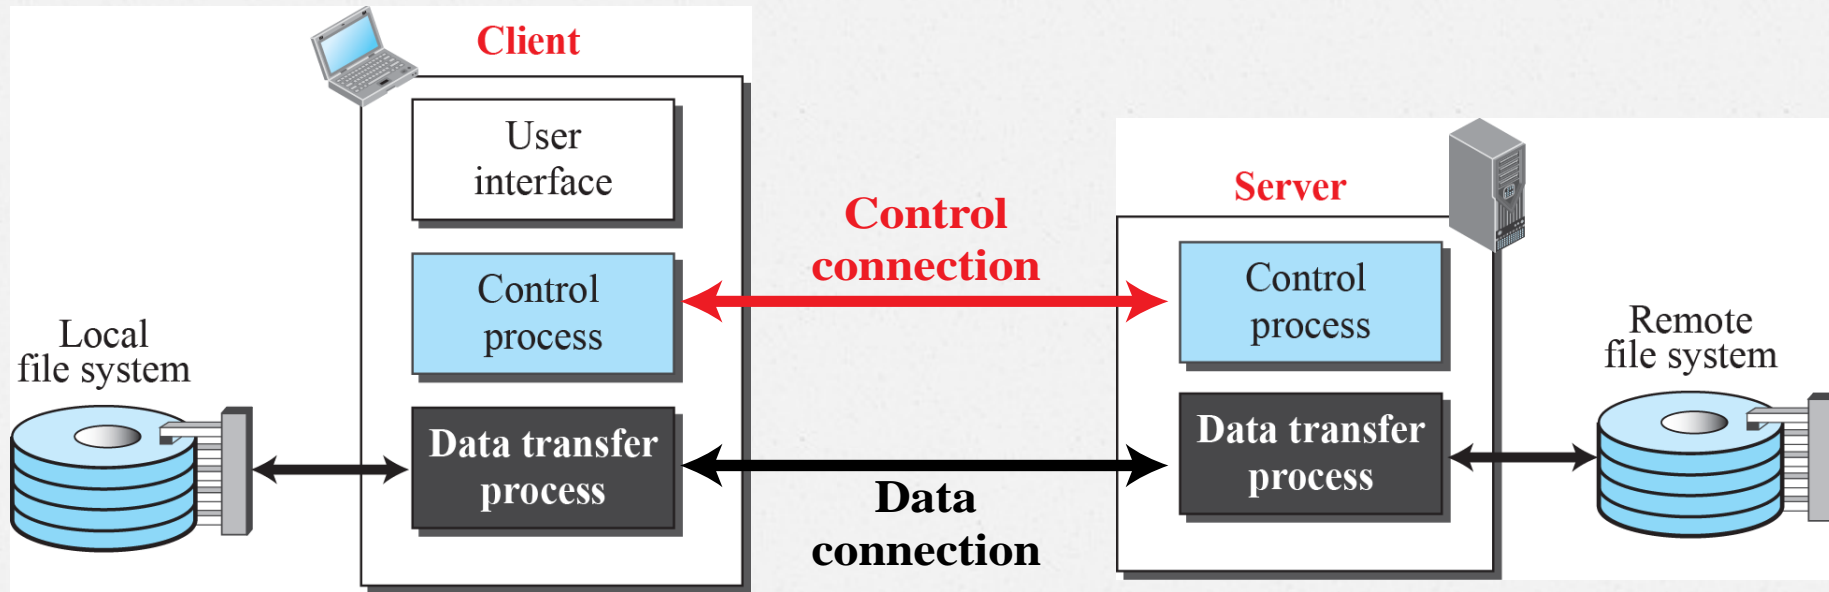 Client
User
interface
Control
process
Data transfer
process
Local
file system
Control
connection
Data
connection
Server
Control
process
Data transfer
process
Remote
file system